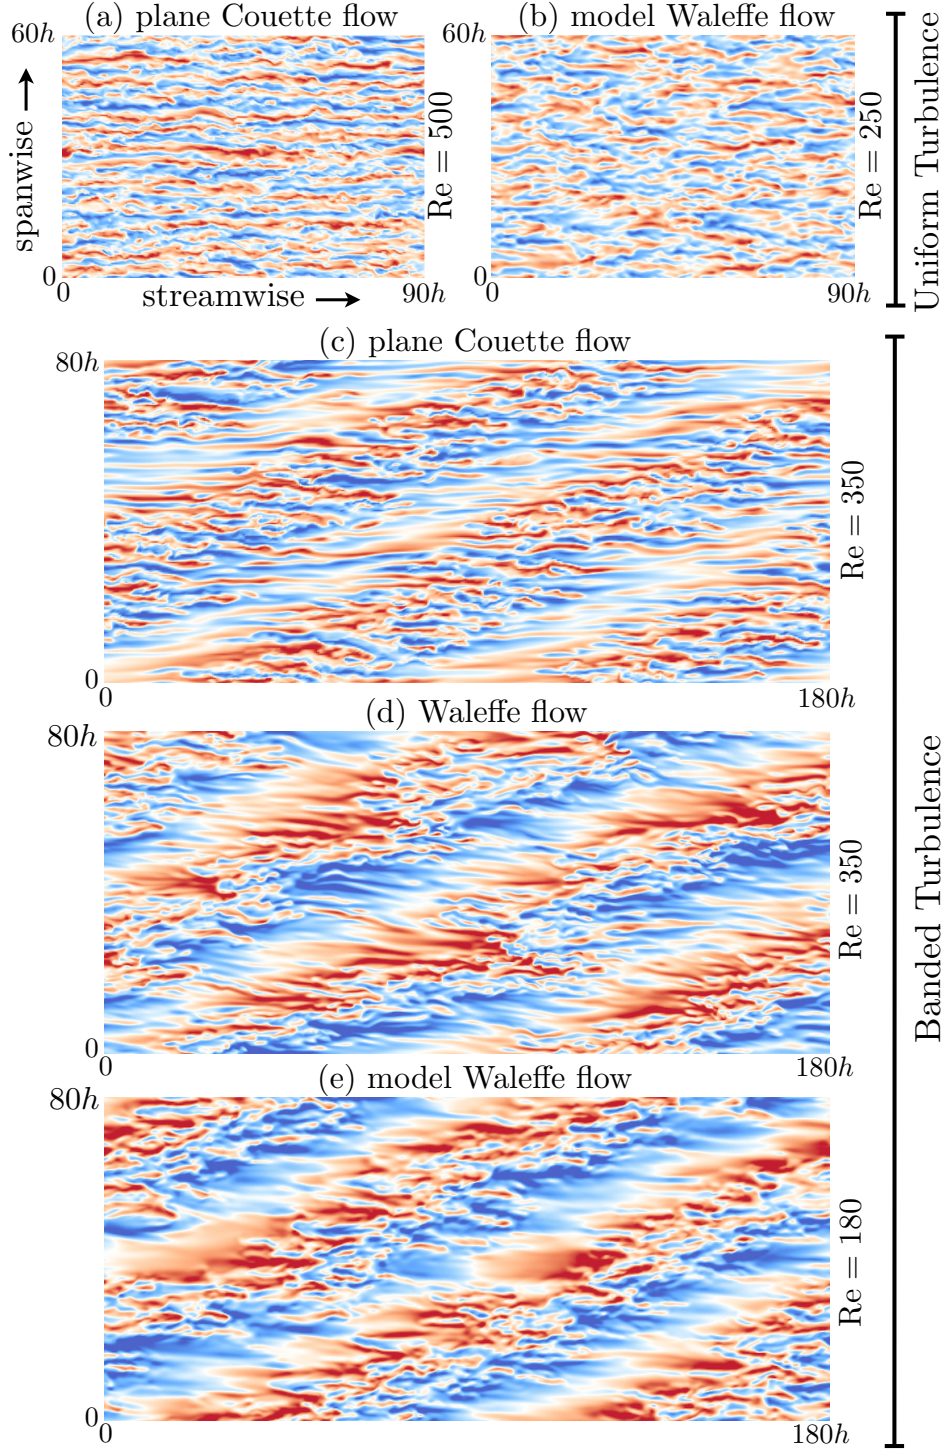 (a) plane Couette flow
60h
spanwise
0
0
streamwise
90h
Re = 500
(b) model Waleffe flow
60h
0
0
90h
Re = 250
Uniform Turbulence
(c) plane Couette flow
80h
0
0
180h
Re = 350
(d) Waleffe flow
80h
0
0
180h
Re = 350
(e) model Waleffe flow
80h
0
0
180h
Re = 180
Banded Turbulence